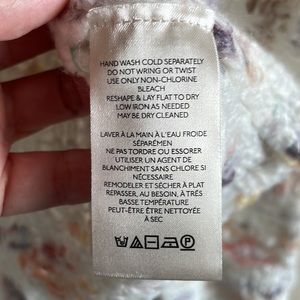 HAND WASH COLD SEPARATELY
DO NOT WRING OR TWIST
USE ONLY NON-CHLORINE
BLEACH
RESHAPE & LAY FLAT TO DRY
LOW IRON AS NEEDED
MAY BE DRY CLEANED
LAVER À LA MAIN À L'EAU FROIDE
SÉPARÉMEN
NE PAS TORDRE OU ESSORER
UTILISER UN AGENT DE
BLANCHIMENT SANS CHLORE SI
NÉCESSAIRE
REMODELER ET SÉCHER À PLAT
REPASSER, AU BESOIN, À TRÈS
BASSE TEMPÉRATURE
PEUT-ÊTRE ÊTRE NETTOYÉE
À SEC